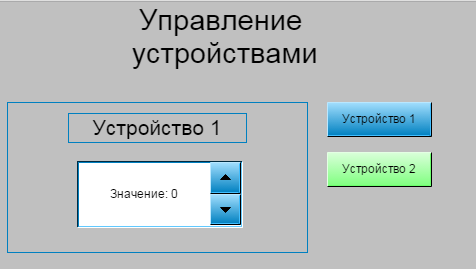 Управление
устройствами
Устройство 1
Значение: 0
Устройство 1
Устройство 2